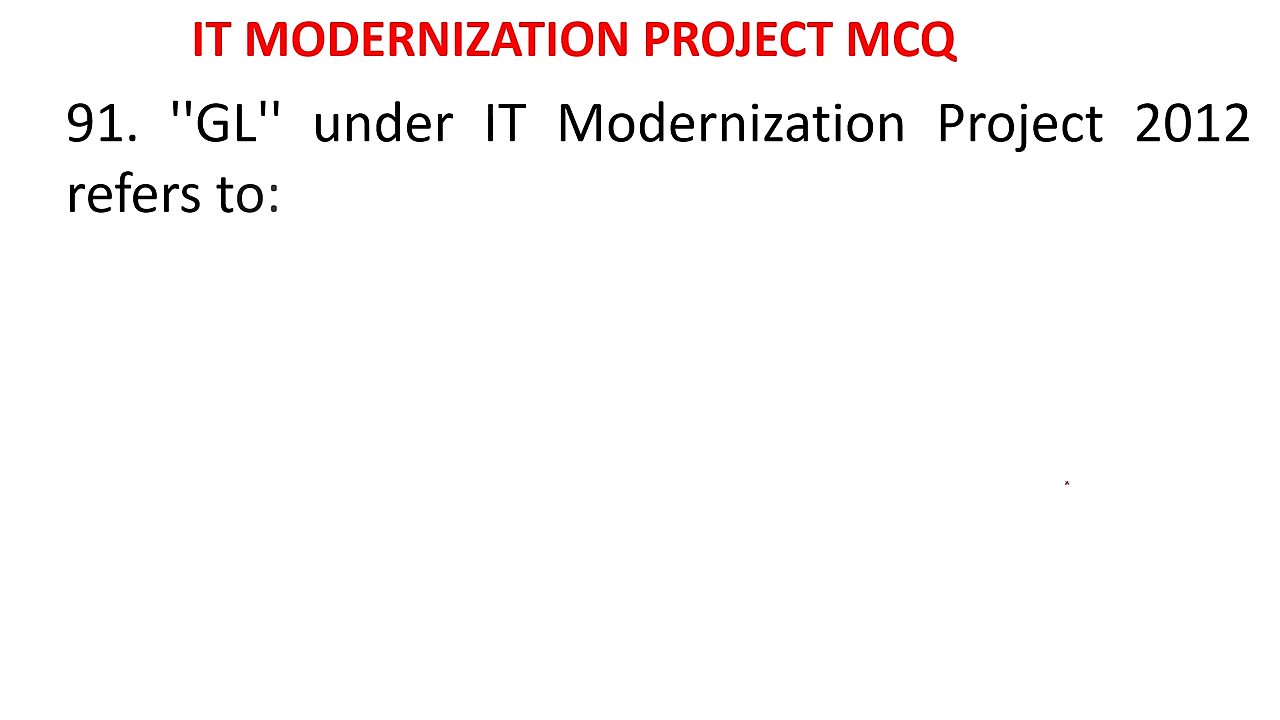 IT MODERNIZATION PROJECT MCQ
91. "GL" under IT Modernization Project 2012
refers to: